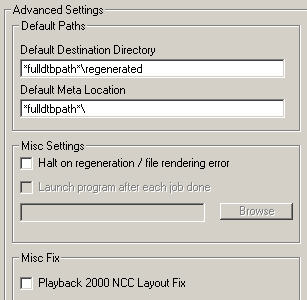 Advanced Settings
Default Paths
Default Destination Directory
*fulldtbpath*\regenerated
Default Meta Location
*fulldtbpath*\
Misc Settings
Halt on regeneration / file rendering error
Launch program after each job done
Browse
Misc Fix
Playback 2000 NCC Layout Fix